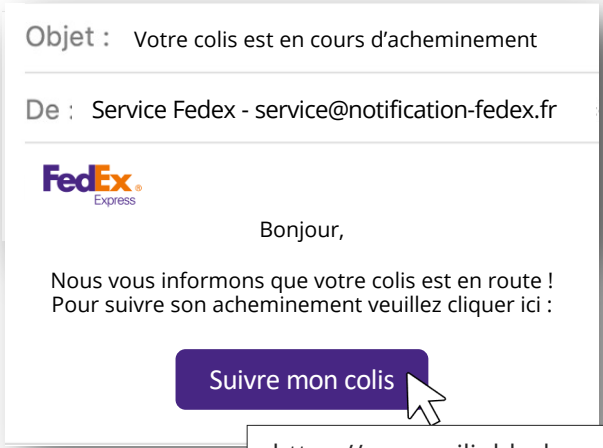 Objet : Votre colis est en cours d’acheminement
De : Service Fedex - service@notification-fedex.fr
FedEx®
Express
Bonjour,
Nous vous informons que votre colis est en route !
Pour suivre son acheminement veuillez cliquer ici :
Suivre mon colis